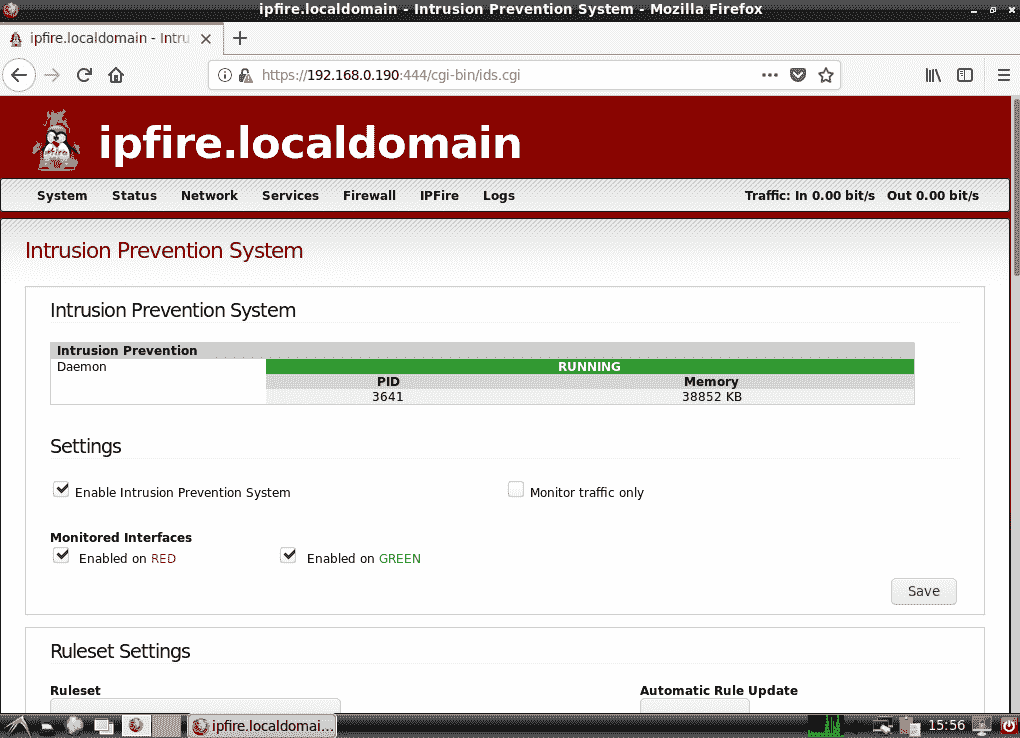 ipfire.localdomain - Intrusion Prevention System - Mozilla Firefox
ipfire.localdomain - Intru
https://192.168.0.190:444/cgi-bin/ids.cgi
ipfire.localdomain
System Status Network Services Firewall IPFire Logs Traffic: In 0.00 bit/s Out 0.00 bit/s
Intrusion Prevention System
Intrusion Prevention System
Intrusion Prevention
Daemon RUNNING
PID Memory
3641 38852 KB
Settings
Enable Intrusion Prevention System Monitor traffic only
Monitored Interfaces
Enabled on RED Enabled on GREEN
Save
Ruleset Settings
Ruleset Automatic Rule Update
ipfire.localdomai... 15:56